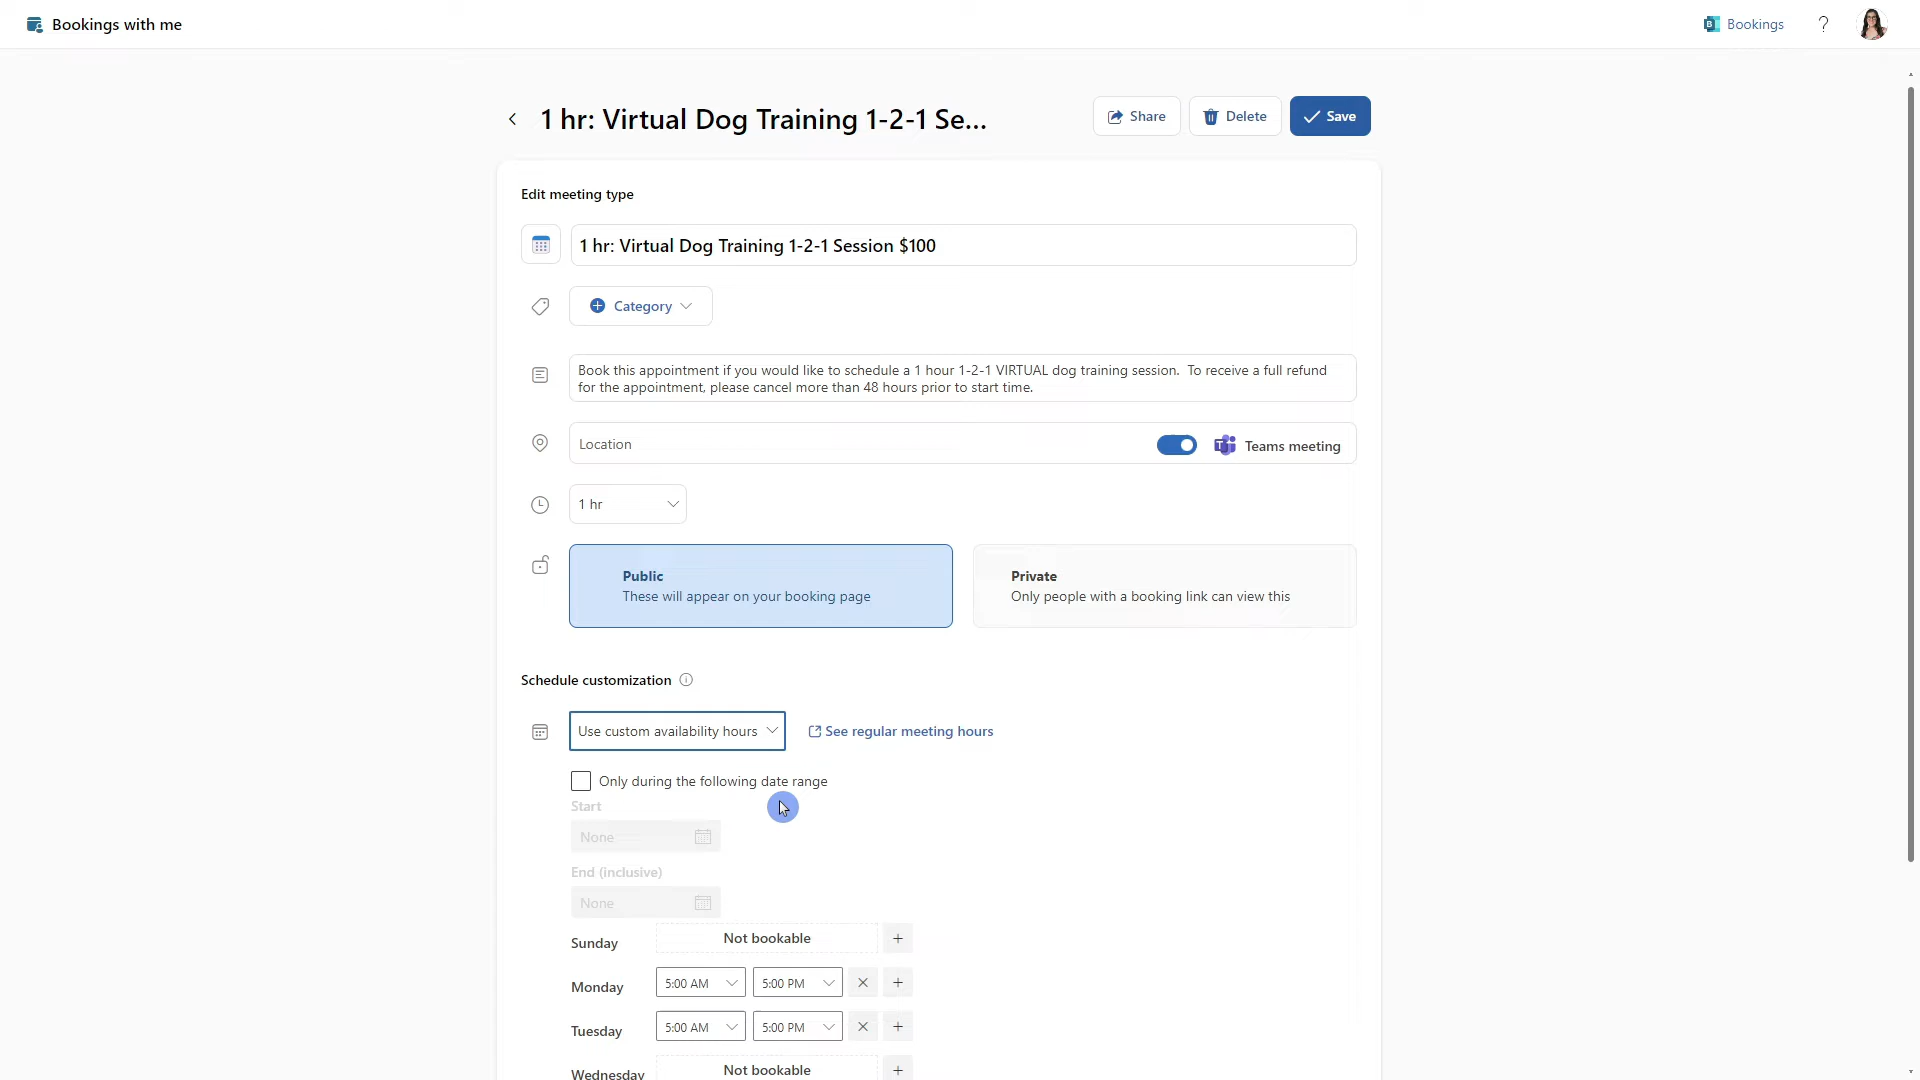 Bookings with me
Bookings
?
1 hr: Virtual Dog Training 1-2-1 Se...
Share
Delete
Save
Edit meeting type
1 hr: Virtual Dog Training 1-2-1 Session $100
Category
Book this appointment if you would like to schedule a 1 hour 1-2-1 VIRTUAL dog training session.  To receive a full refund
for the appointment, please cancel more than 48 hours prior to start time.
Location
Teams meeting
1 hr
Public
These will appear on your booking page
Private
Only people with a booking link can view this
Schedule customization
Use custom availability hours
See regular meeting hours
Only during the following date range
Start
None
End (inclusive)
None
Sunday
Not bookable
Monday
5:00 AM
5:00 PM
Tuesday
5:00 AM
5:00 PM
Wednesday
Not bookable